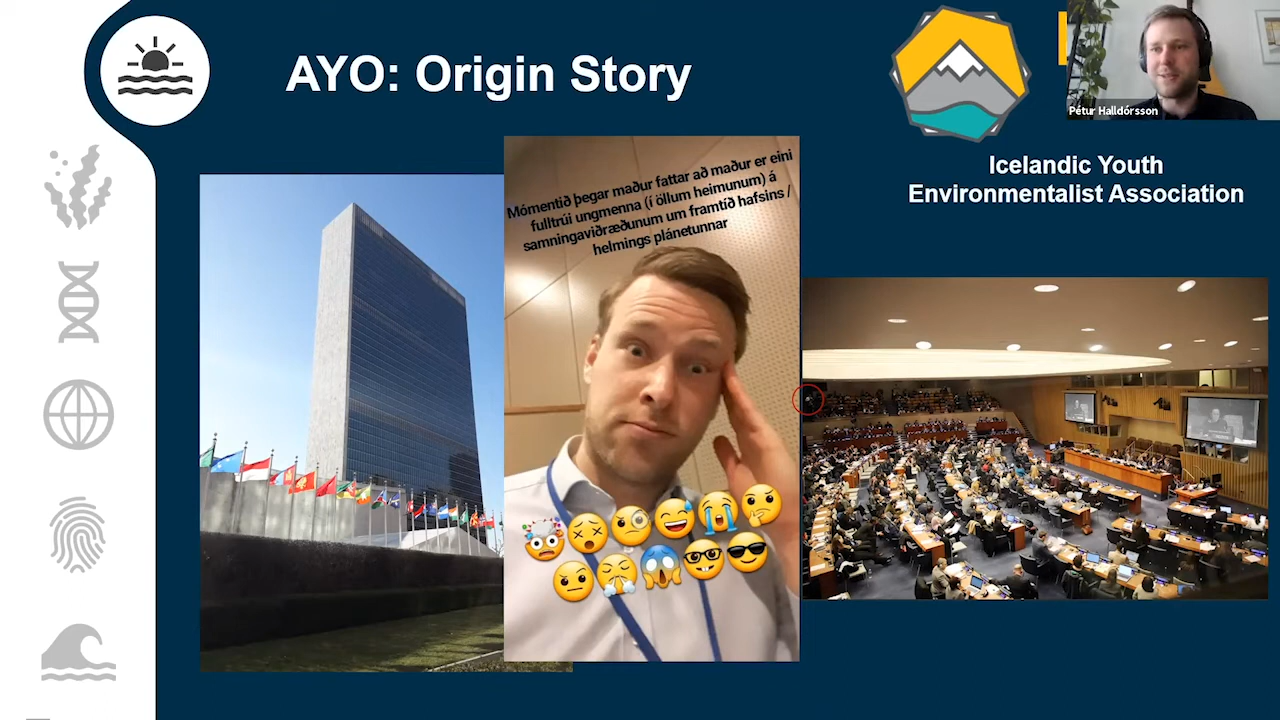 AYO: Origin Story
Pétur Halldórsson
Icelandic Youth
Environmentalist Association
Mómentið þegar maður fattar að maður er eini
fulltrúi ungmenna (í öllum heimunum) á
samningaviðræðunum um framtíð hafsins /
helmings plánetunnar